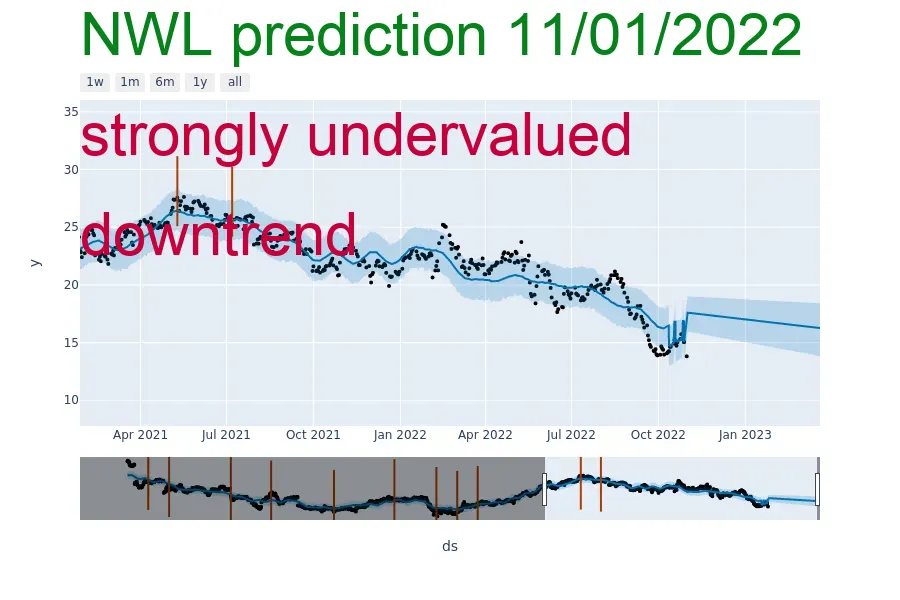 NWL prediction 11/01/2022
1w 1m 6m 1y all
strongly undervalued
downtrend
35
30
25
20
15
10
y
Apr 2021 Jul 2021 Oct 2021 Jan 2022 Apr 2022 Jul 2022 Oct 2022 Jan 2023
ds